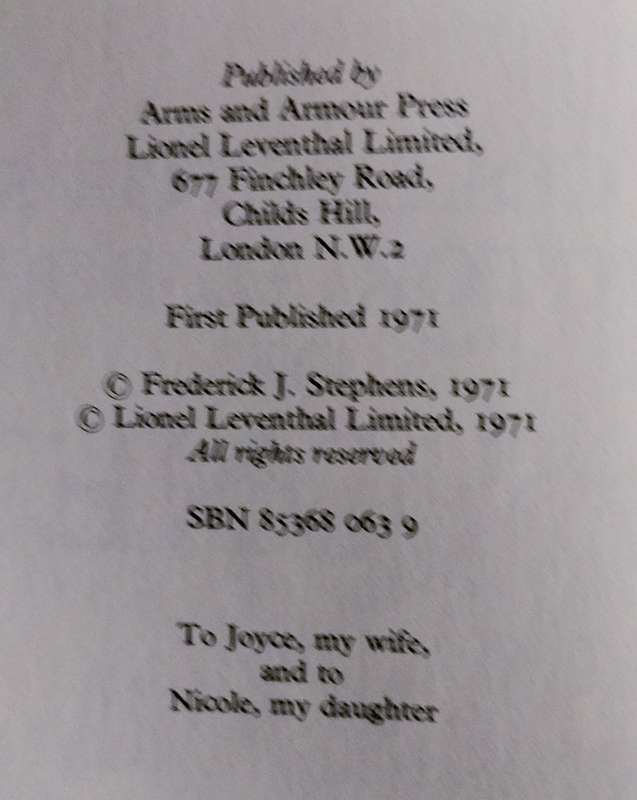 Published by
Arms and Armour Press
Lionel Leventhal Limited,
677 Finchley Road,
Childs Hill,
London N.W.2
First Published 1971
© Frederick J. Stephens, 1971
© Lionel Leventhal Limited, 1971
All rights reserved
SBN 85368 063 9
To Joyce, my wife,
and to
Nicole, my daughter